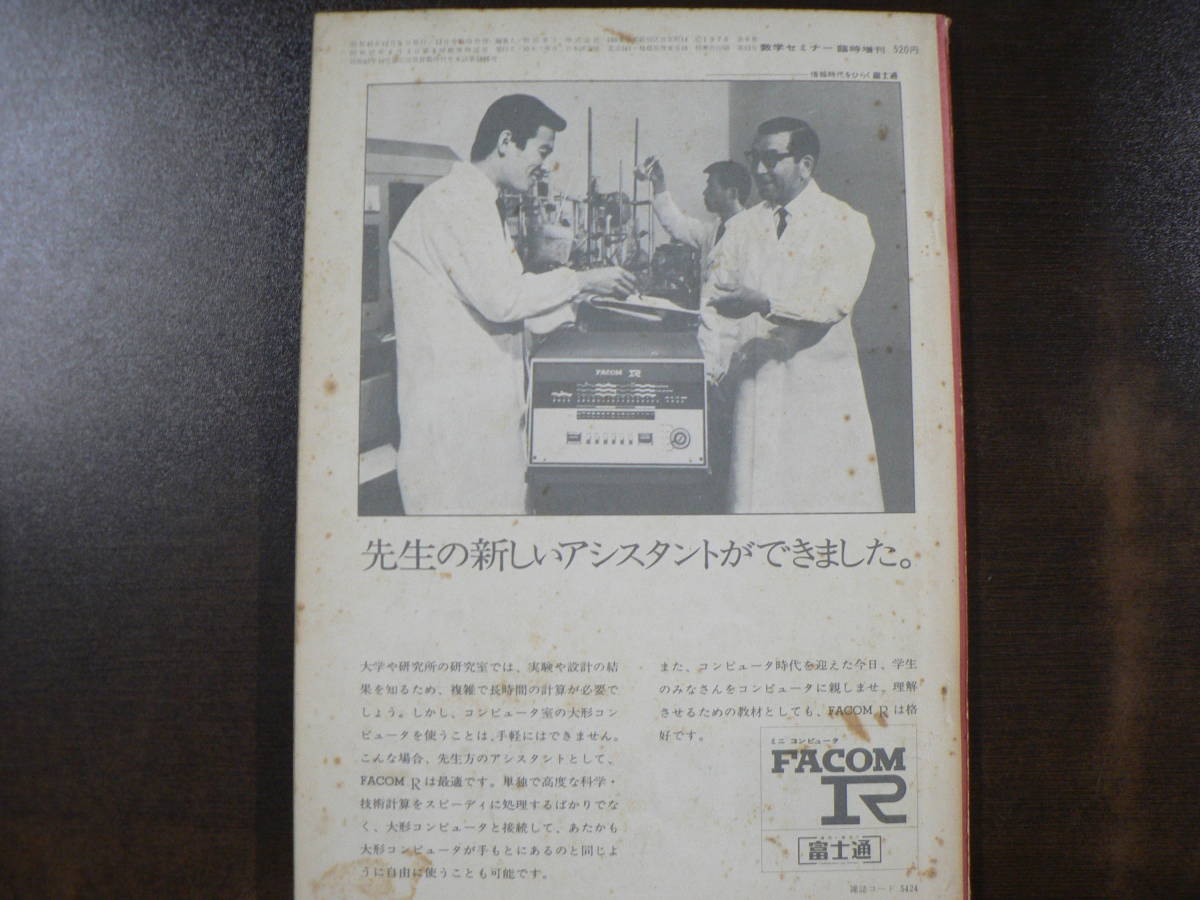 数学セミナー 臨時増刊 520円
情報時代をひらく 富士通
FACOM R
先生の新しいアシスタントができました。
大学や研究所の研究室では、実験や設計の結
果を知るため、複雑で長時間の計算が必要で
しょう。しかし、コンピュータ室の大形コン
ピュータを使うことは、手軽にはできません。
こんな場合、先生方のアシスタントとして、
FACOM Rは最適です。単独で高度な科学・
技術計算をスピーディに処理するばかりでな
く、大形コンピュータと接続して、あたかも
大形コンピュータが手もとにあるのと同じよ
うに自由に使うことも可能です。
また、コンピュータ時代を迎えた今日、学生
のみなさんをコンピュータに親しませ、理解
させるための教材としても、FACOM Rは格
好です。
ミニ コンピュータ
FACOM
R
富士通
雑誌コード 5424